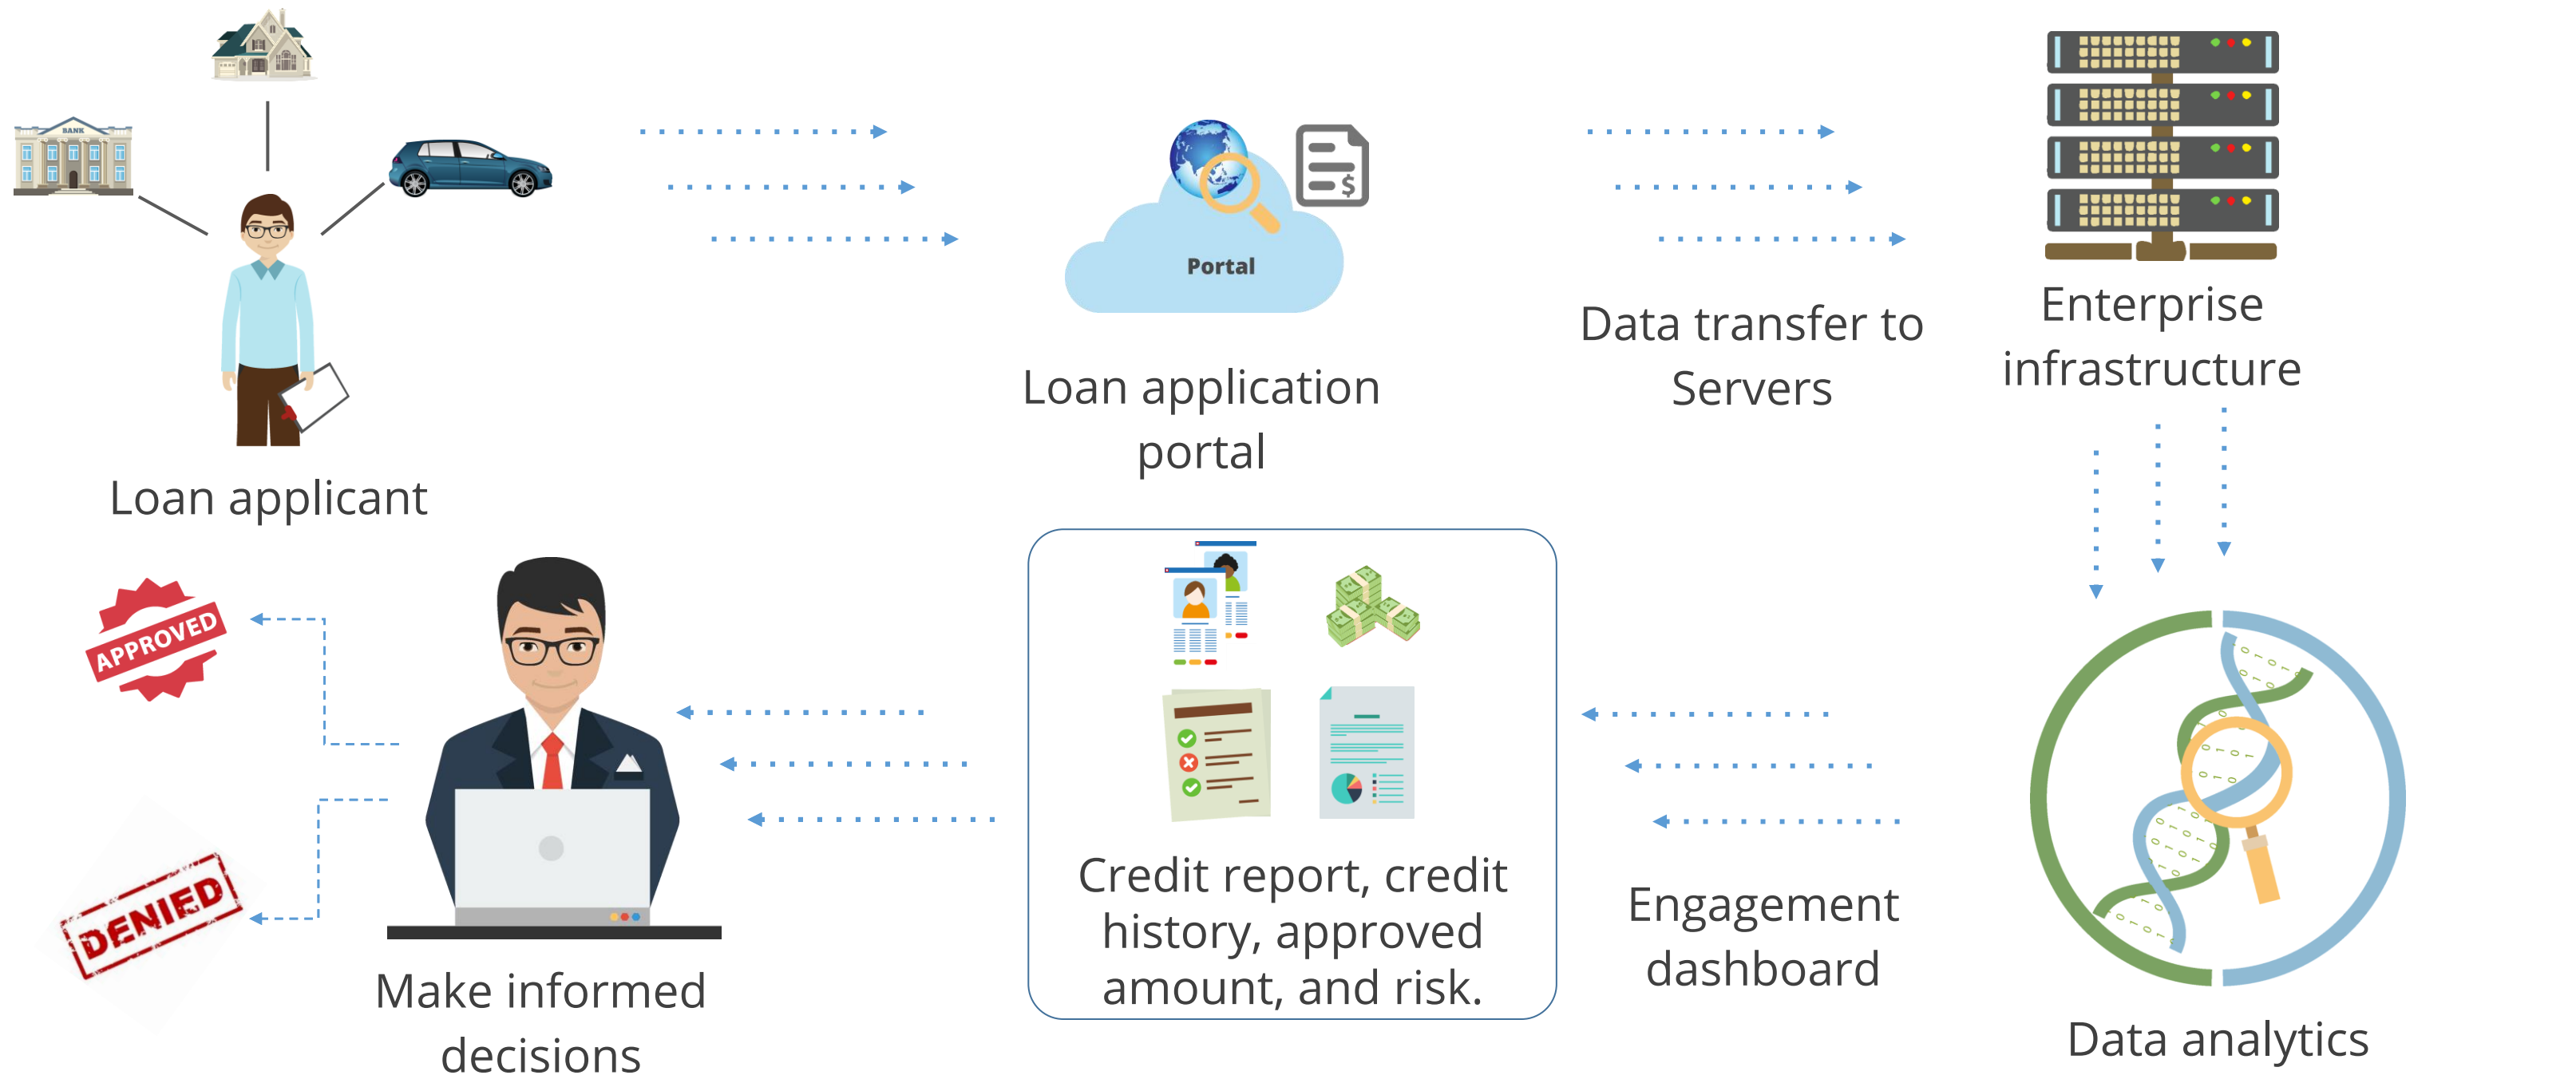 BANK
Portal
$
Loan applicant
Loan application
portal
Data transfer to
Servers
Enterprise
infrastructure
APPROVED
DENIED
Make informed
decisions
Credit report, credit
history, approved
amount, and risk.
Engagement
dashboard
Data analytics